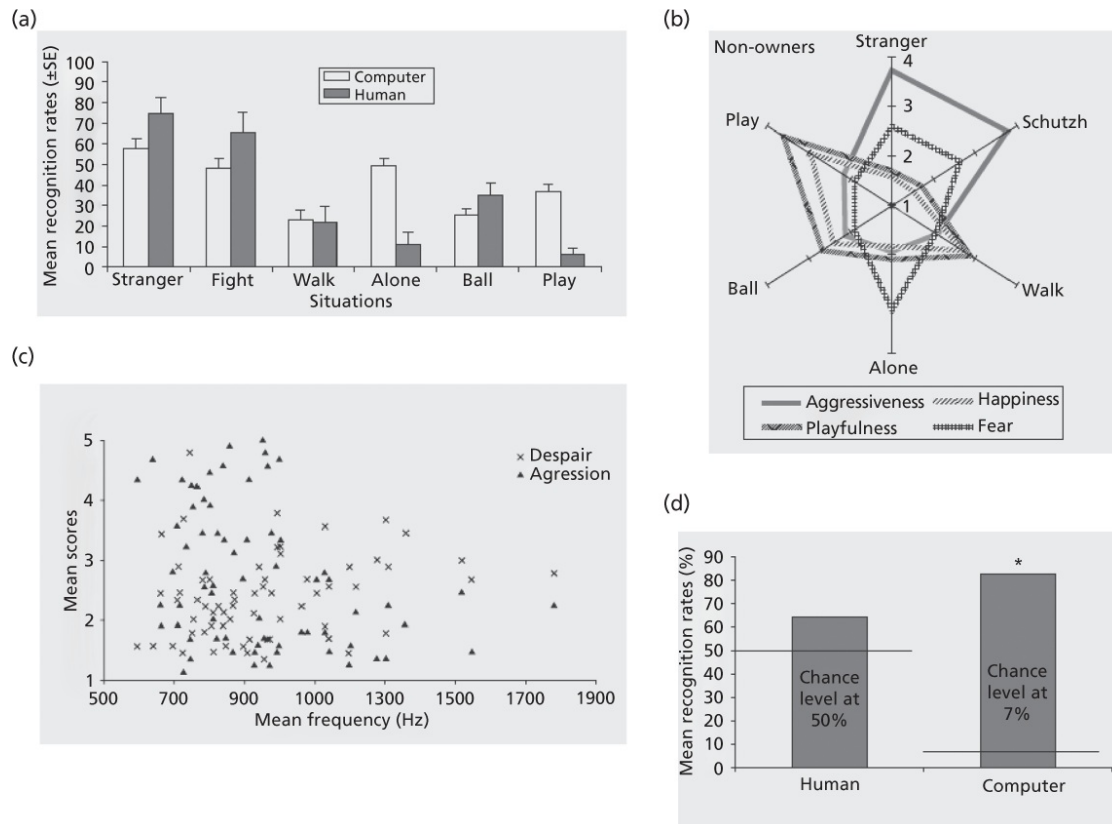 (a)
Mean recognition rates (±SE)
100
90
80
70
60
50
40
30
20
10
0
Computer
Human
Stranger
Fight
Walk
Alone
Ball
Play
Situations
(b)
Non-owners
Stranger
4
3
2
1
Play
Schutzh
Ball
Walk
Alone
Aggressiveness
Happiness
Playfulness
Fear
(c)
Mean scores
5
4
3
2
1
Despair
Agression
500
700
900
1100
1300
1500
1700
1900
Mean frequency (Hz)
(d)
Mean recognition rates (%)
90
80
70
60
50
40
30
20
10
0
*
Chance
level at
50%
Chance
level at
7%
Human
Computer